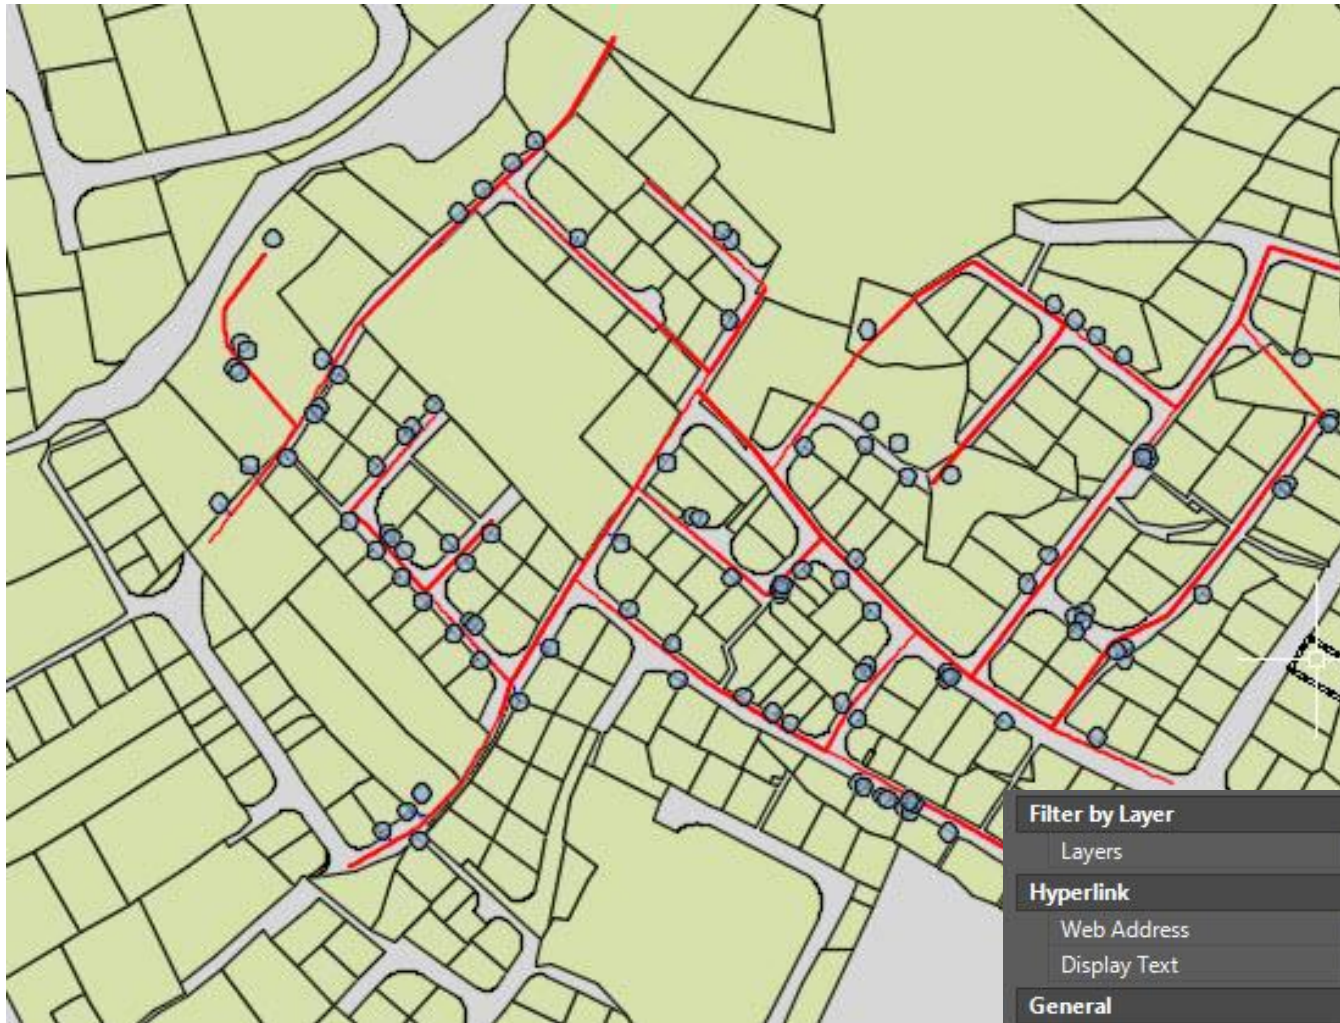 Filter by Layer
Layers
Hyperlink
Web Address
Display Text
General